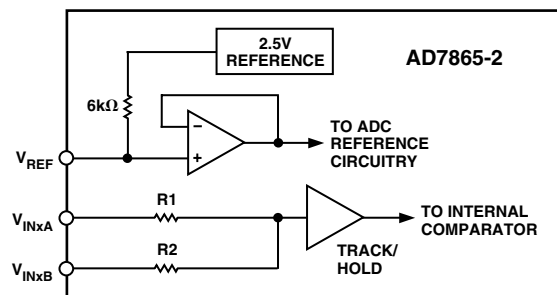 2.5V
REFERENCE
AD7865-2
6kΩ
−
+
TO ADC
REFERENCE
CIRCUITRY
VREF
VINxA
R1
TO INTERNAL
COMPARATOR
VINxB
R2
TRACK/
HOLD